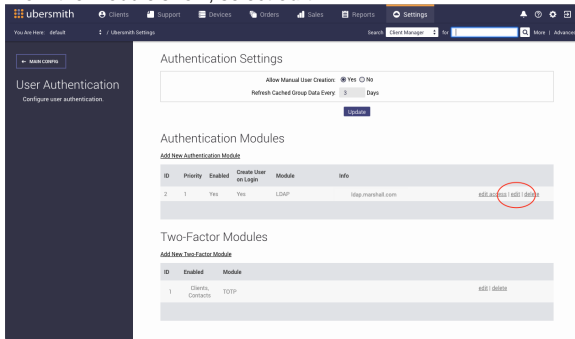 ubersmith Clients Support Devices Orders Sales Reports Settings
You Are Here: default / Ubersmith Settings Search Client Manager for More | Advanced
← MAIN CONFIG
User Authentication
Configure user authentication.
Authentication Settings
Allow Manual User Creation: Yes No
Refresh Cached Group Data Every: 3 Days
Update
Authentication Modules
Add New Authentication Module
ID Priority Enabled Create User on Login Module Info
2 1 Yes Yes LDAP ldap.marshall.com edit access | edit | delete
Two-Factor Modules
Add New Two-Factor Module
ID Enabled Module
1 Clients, Contacts TOTP edit | delete